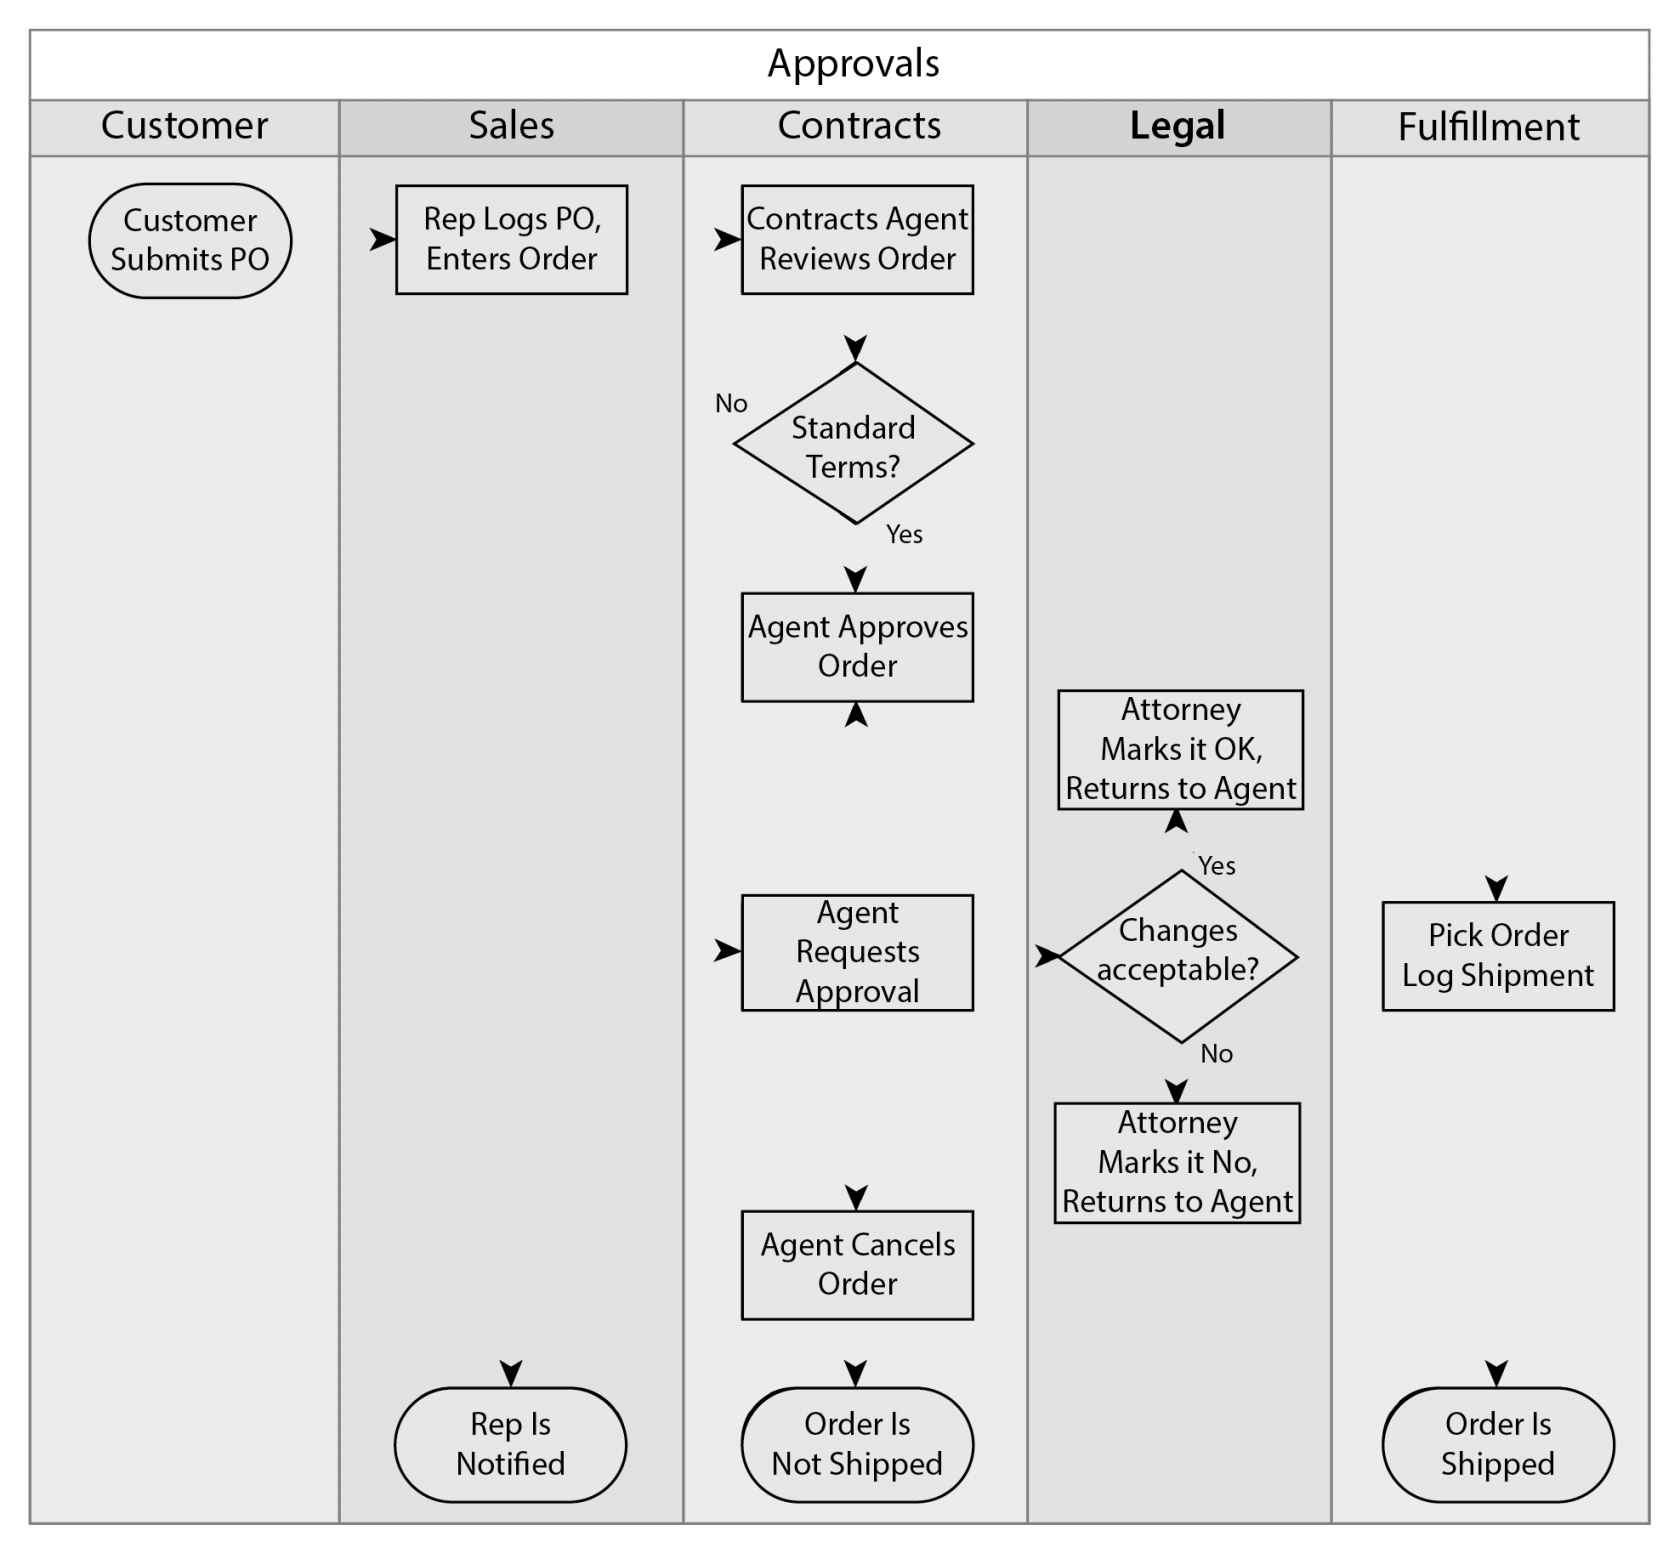 Approvals
Customer
Sales
Contracts
Legal
Fulfillment
Customer
Submits PO
Rep Logs PO,
Enters Order
Contracts Agent
Reviews Order
No
Standard
Terms?
Yes
Agent Approves
Order
Attorney
Marks it OK,
Returns to Agent
Yes
Agent
Requests
Approval
Changes
acceptable?
Pick Order
Log Shipment
No
Attorney
Marks it No,
Returns to Agent
Agent Cancels
Order
Rep Is
Notified
Order Is
Not Shipped
Order Is
Shipped